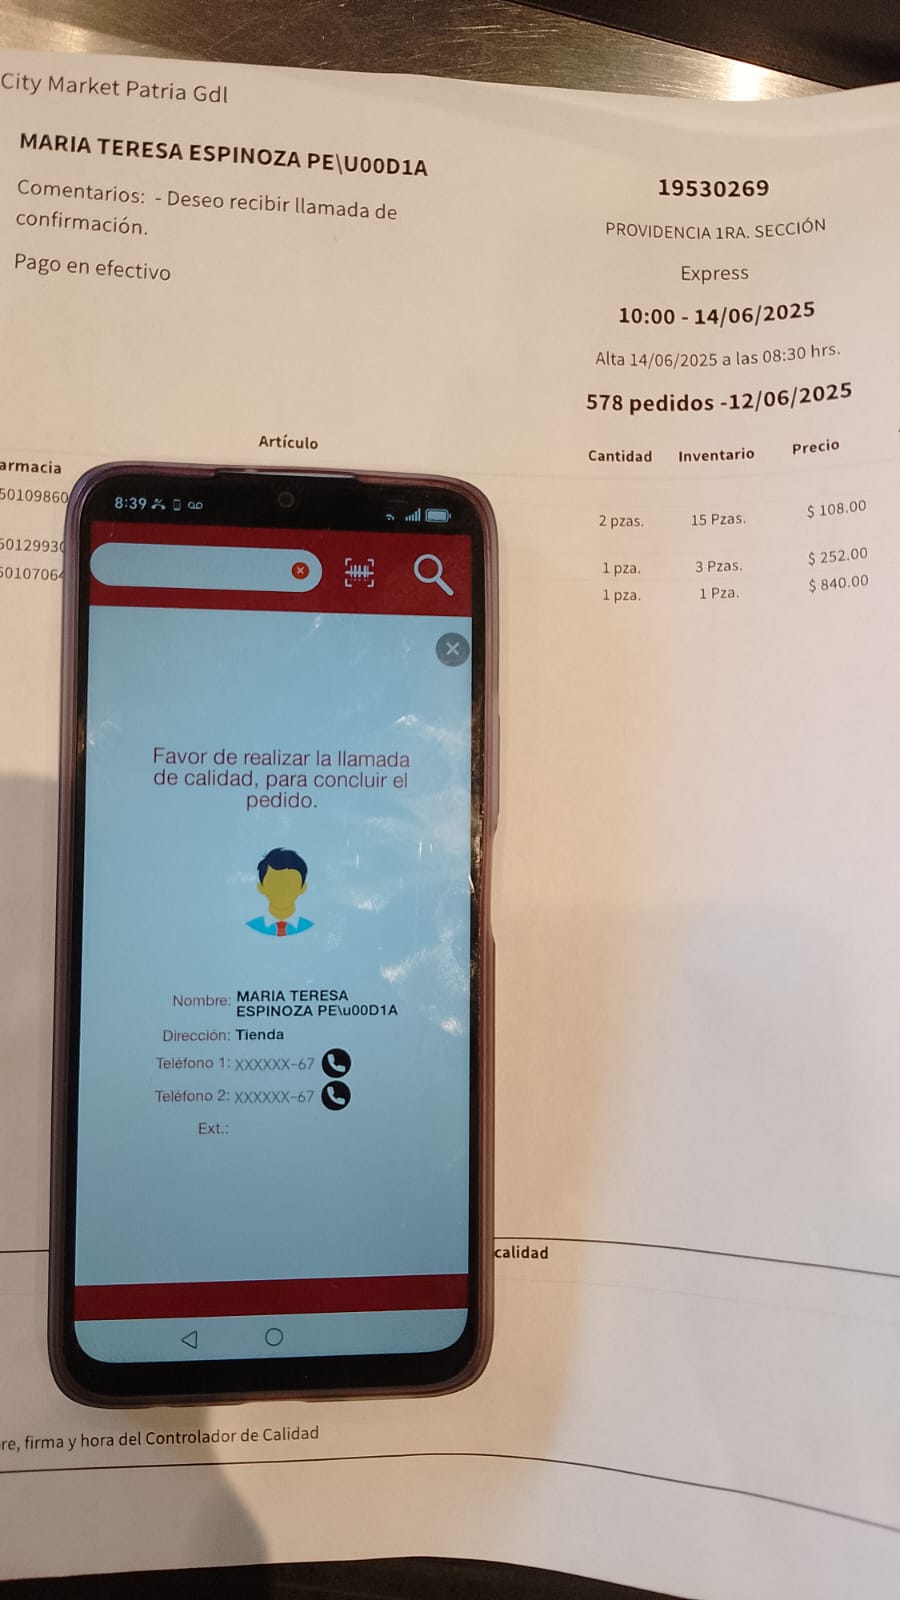 City Market Patria Gdl
MARIA TERESA ESPINOZA PE\U00D1A
Comentarios: - Deseo recibir llamada de
confirmación.
Pago en efectivo
19530269
PROVIDENCIA 1RA. SECCIÓN
Express
10:00 - 14/06/2025
Alta 14/06/2025 a las 08:30 hrs.
578 pedidos -12/06/2025
Artículo
Cantidad Inventario Precio
armacia
50109860
2 pzas. 15 Pzas. $ 108.00
5012993
1 pza. 3 Pzas. $ 252.00
5010706
1 pza. 1 Pza. $ 840.00
8:39
Favor de realizar la llamada
de calidad, para concluir el
pedido.
Nombre: MARIA TERESA
ESPINOZA PE\u00D1A
Dirección: Tienda
Teléfono 1: XXXXXX-67
Teléfono 2: XXXXXX-67
Ext.:
calidad
re, firma y hora del Controlador de Calidad